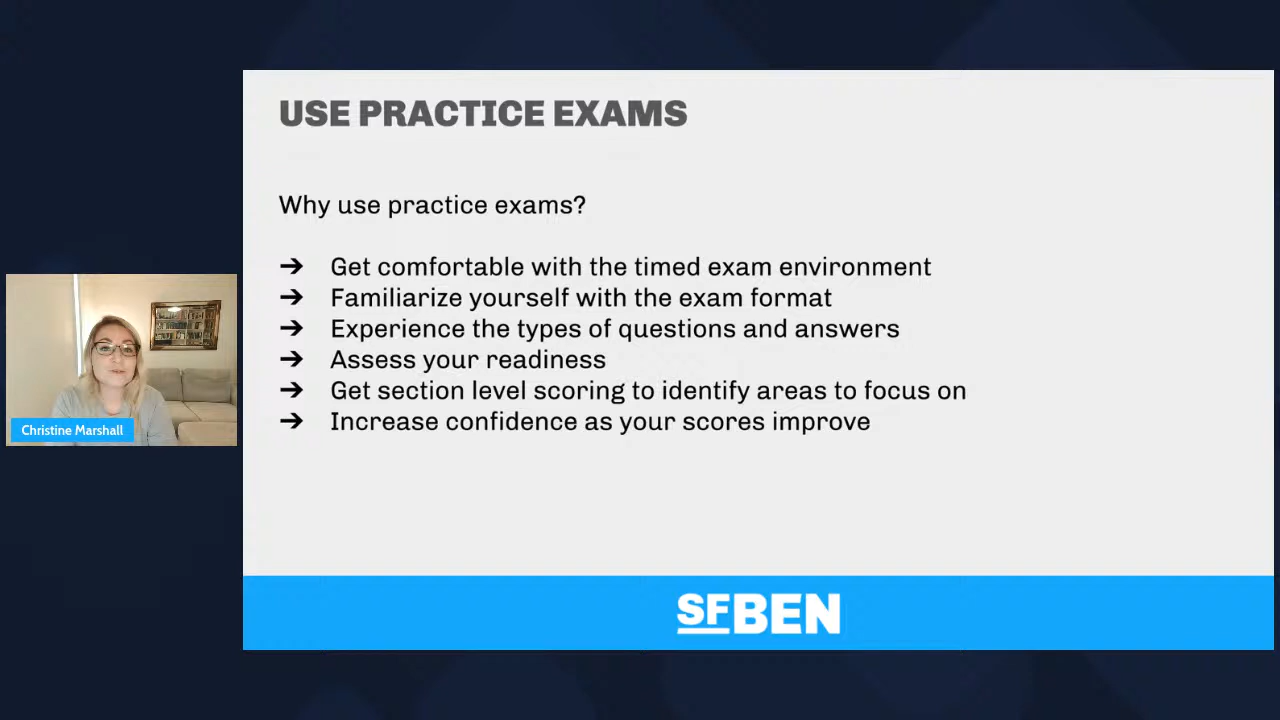 USE PRACTICE EXAMS
Why use practice exams?
➔ Get comfortable with the timed exam environment
➔ Familiarize yourself with the exam format
➔ Experience the types of questions and answers
➔ Assess your readiness
➔ Get section level scoring to identify areas to focus on
➔ Increase confidence as your scores improve
Christine Marshall
SFBEN